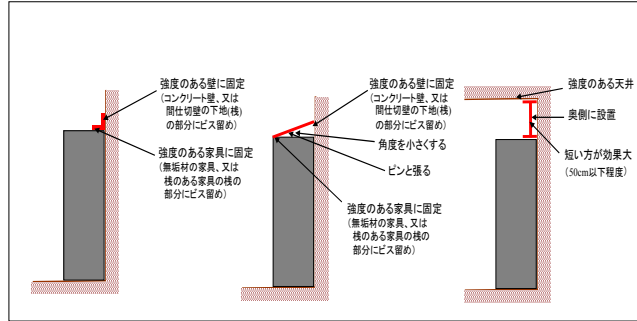 強度のある壁に固定
(コンクリート壁、又は
間仕切壁の下地(桟)
の部分にビス留め)
強度のある家具に固定
(無垢材の家具、又は
桟のある家具の桟の
部分にビス留め)
強度のある壁に固定
(コンクリート壁、又は
間仕切壁の下地(桟)
の部分にビス留め)
角度を小さくする
ピンと張る
強度のある家具に固定
(無垢材の家具、又は
桟のある家具の桟の
部分にビス留め)
強度のある天井
奥側に設置
短い方が効果大
(50cm以下程度)